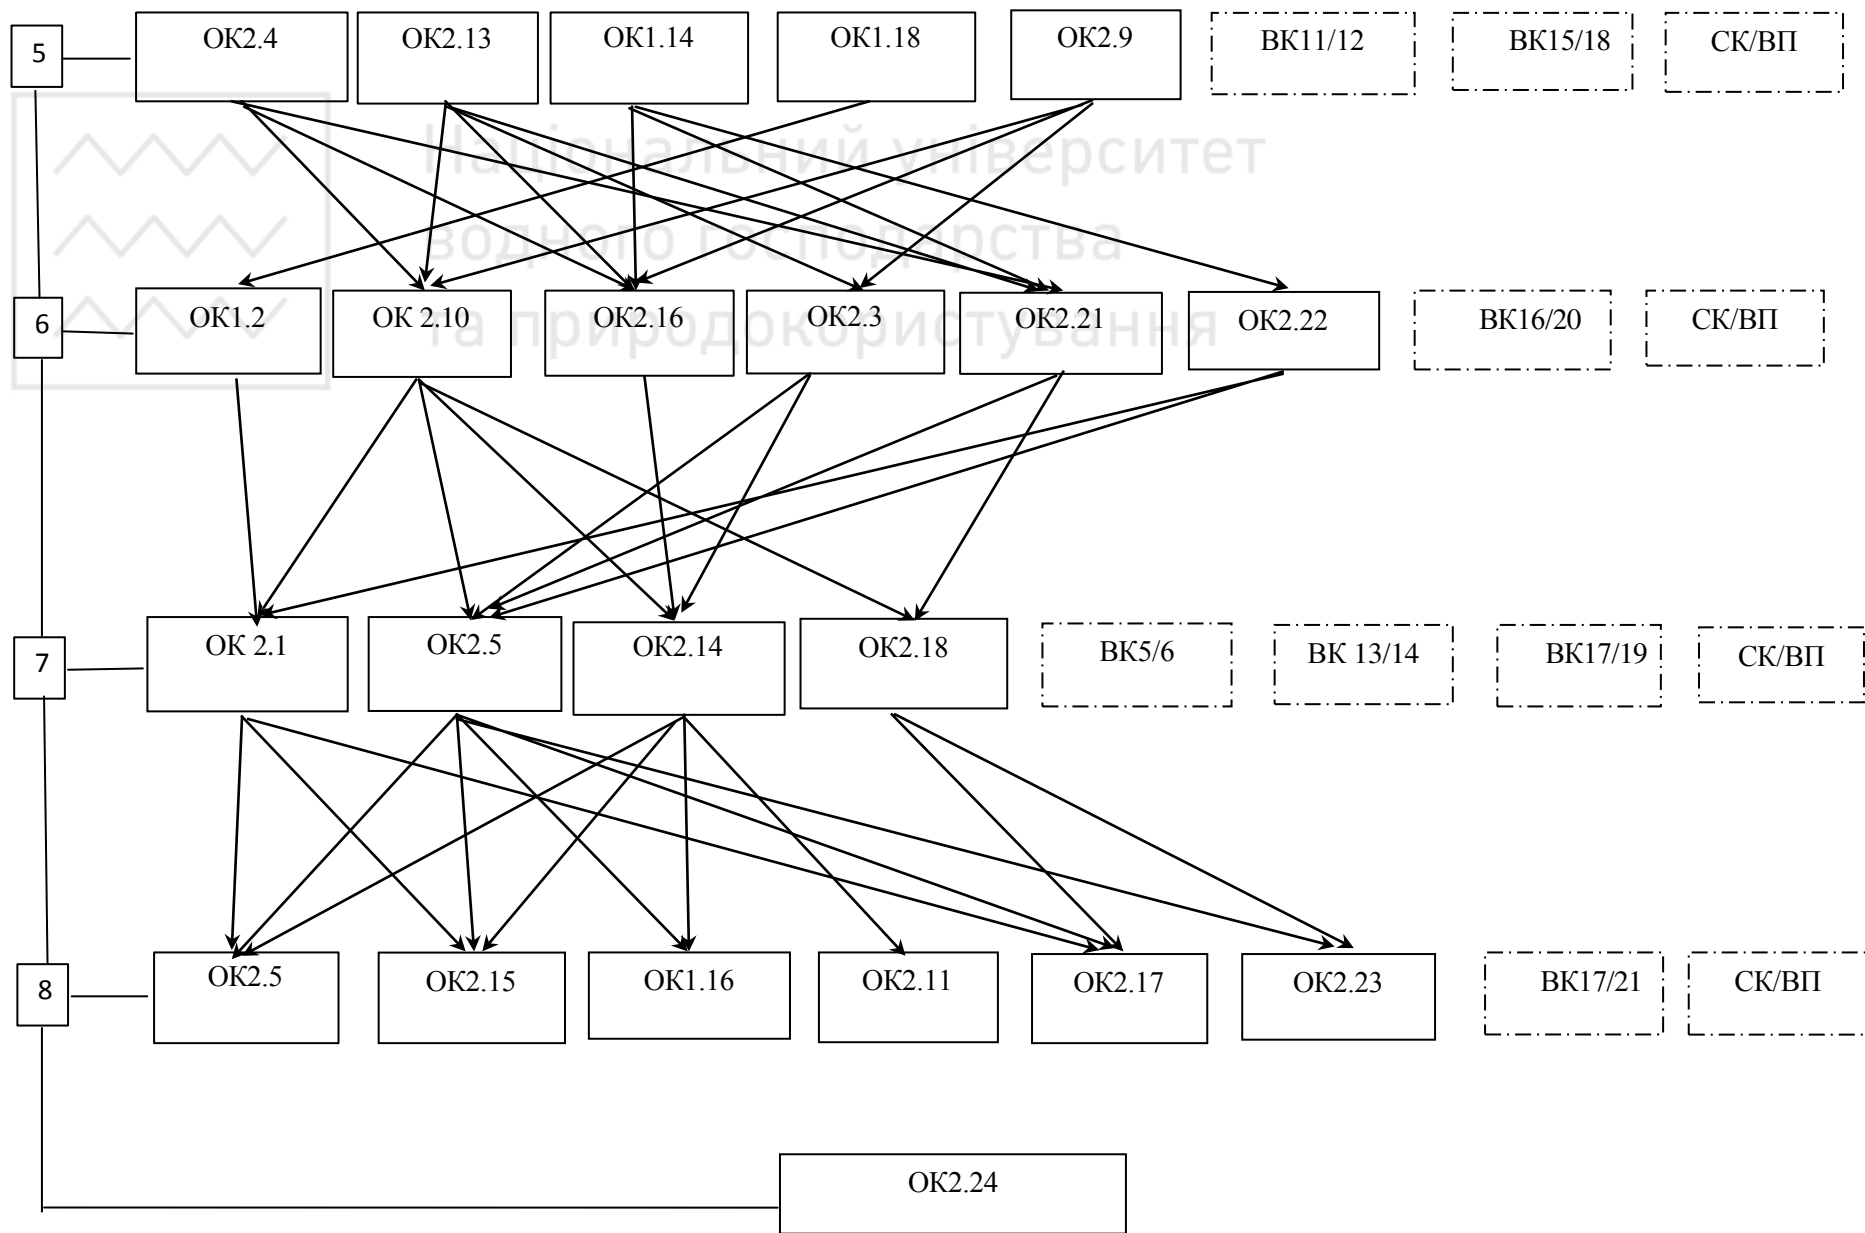 5
ОК2.4
ОК2.13
ОК1.14
ОК1.18
ОК2.9
ВК11/12
ВК15/18
СК/ВП
Національний університет
водного господарства
та природокористування
6
ОК1.2
ОК 2.10
ОК2.16
ОК2.3
ОК2.21
ОК2.22
ВК16/20
СК/ВП
7
ОК 2.1
ОК2.5
ОК2.14
ОК2.18
ВК5/6
ВК 13/14
ВК17/19
СК/ВП
8
ОК2.5
ОК2.15
ОК1.16
ОК2.11
ОК2.17
ОК2.23
ВК17/21
СК/ВП
ОК2.24